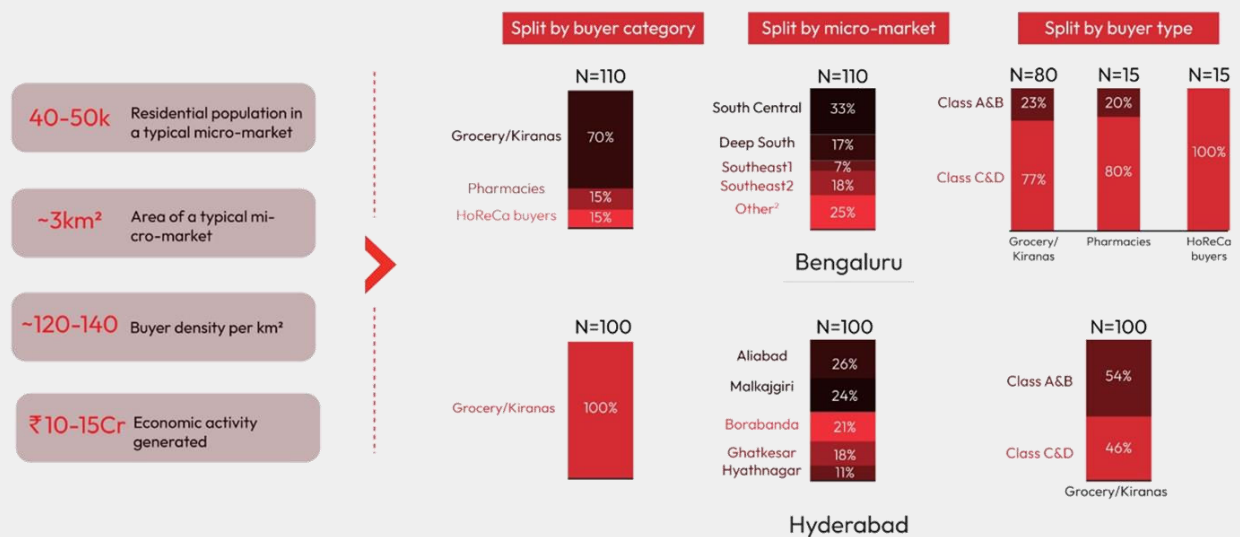 Split by buyer category
Split by micro-market
Split by buyer type
40-50k
Residential population in
a typical micro-market
~3km²
Area of a typical mi-
cro-market
~120-140
Buyer density per km²
₹10-15Cr
Economic activity
generated
N=110
Grocery/Kiranas
70%
Pharmacies
15%
HoReCa buyers
15%
N=110
South Central
33%
Deep South
17%
Southeast1
7%
Southeast2
18%
Other²
25%
N=80
N=15
N=15
Class A&B
23%
20%
100%
Class C&D
77%
80%
Grocery/
Kiranas
Pharmacies
HoReCa
buyers
Bengaluru
N=100
Grocery/Kiranas
100%
N=100
Aliabad
26%
Malkajgiri
24%
Borabanda
21%
Ghatkesar
18%
Hyathnagar
11%
N=100
Class A&B
54%
Class C&D
46%
Grocery/Kiranas
Hyderabad